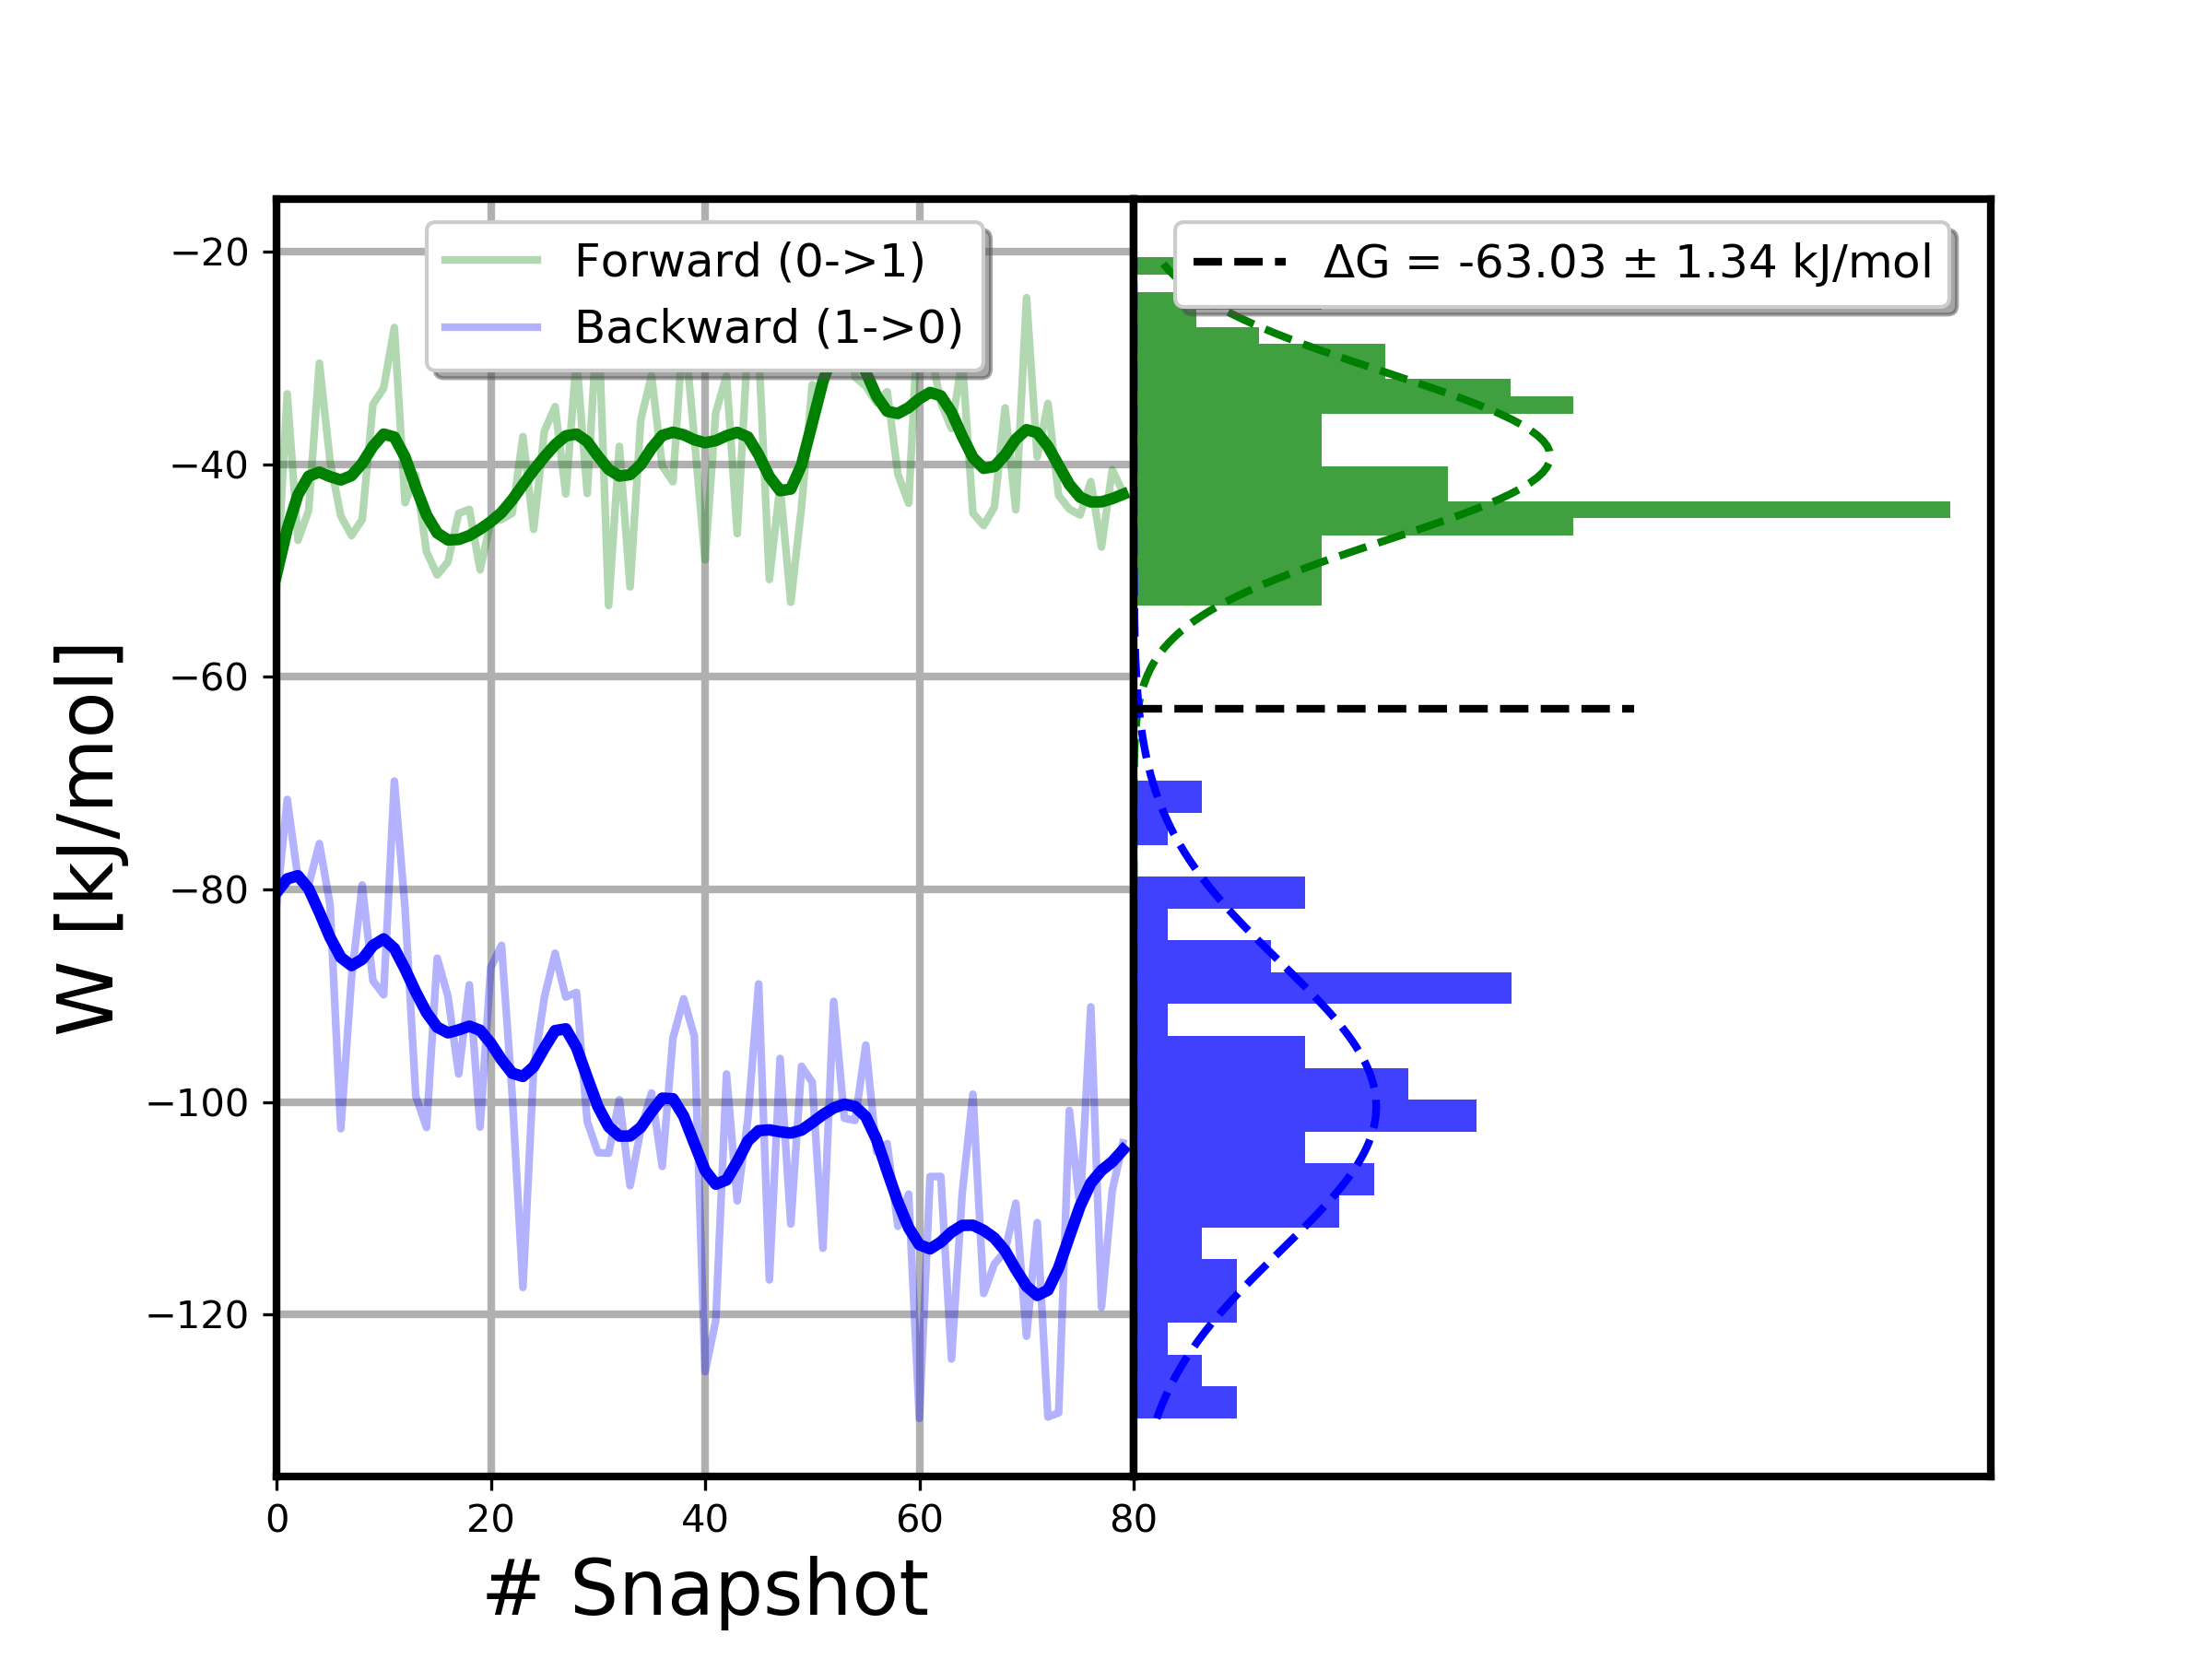 Forward (0->1)
Backward (1->0)
ΔG = -63.03 ± 1.34 kJ/mol
W [kJ/mol]
−20
−40
−60
−80
−100
−120
0 20 40 60 80
# Snapshot